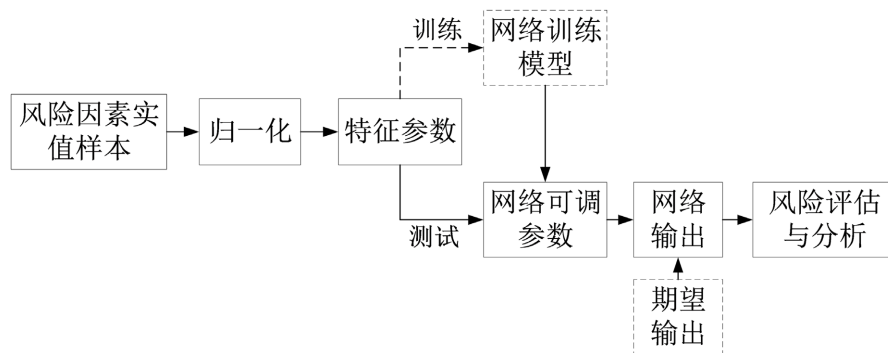 训练
网络训练
模型
风险因素实
值样本
归一化
特征参数
测试
网络可调
参数
网络
输出
风险评估
与分析
期望
输出